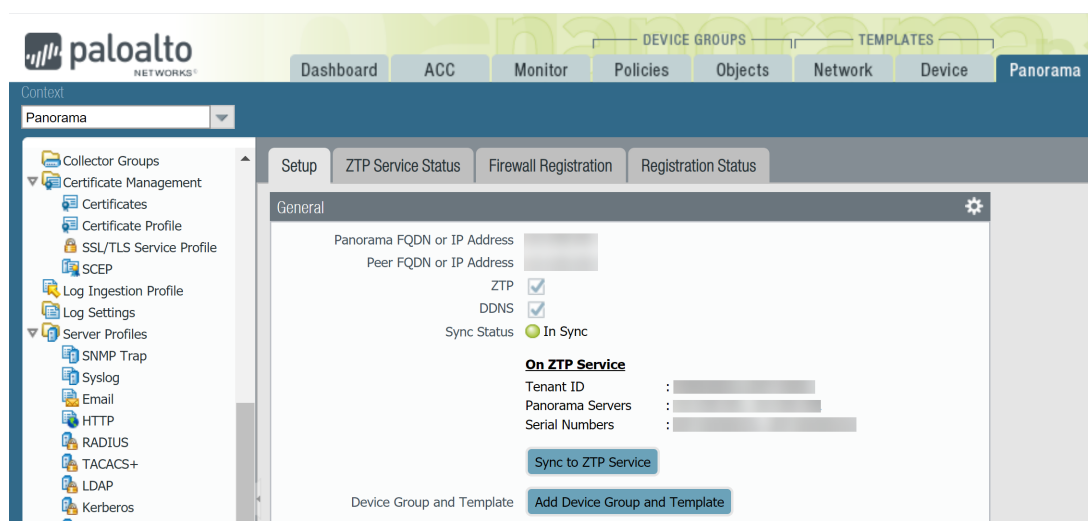 paloalto
NETWORKS®
DEVICE GROUPS
TEMPLATES
Dashboard ACC Monitor Policies Objects Network Device Panorama
Context
Panorama
Collector Groups
Certificate Management
Certificates
Certificate Profile
SSL/TLS Service Profile
SCEP
Log Ingestion Profile
Log Settings
Server Profiles
SNMP Trap
Syslog
Email
HTTP
RADIUS
TACACS+
LDAP
Kerberos
Setup ZTP Service Status Firewall Registration Registration Status
General
Panorama FQDN or IP Address
Peer FQDN or IP Address
ZTP
DDNS
Sync Status In Sync
On ZTP Service
Tenant ID :
Panorama Servers :
Serial Numbers :
Sync to ZTP Service
Device Group and Template Add Device Group and Template